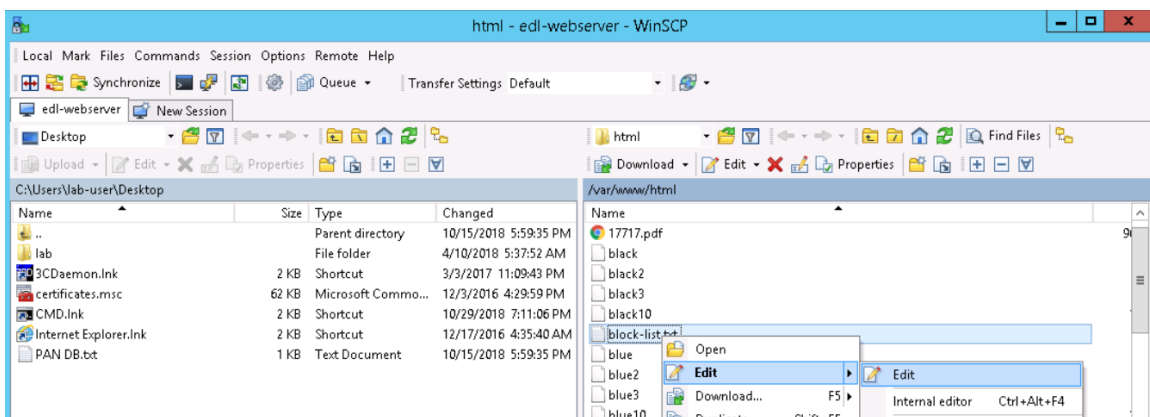 html - edl-webserver - WinSCP
Local Mark Files Commands Session Options Remote Help
Synchronize Queue Transfer Settings Default
edl-webserver New Session
Desktop html Find Files
Upload Edit Properties Download Edit Properties
C:\Users\lab-user\Desktop /var/www/html
Name Size Type Changed Name
.. Parent directory 10/15/2018 5:59:35 PM 17717.pdf
lab File folder 4/10/2018 5:37:52 AM black
3CDaemon.lnk 2 KB Shortcut 3/3/2017 11:09:43 PM black2
certificates.msc 62 KB Microsoft Commo... 12/3/2016 4:29:59 PM black3
CMD.lnk 2 KB Shortcut 10/29/2018 7:11:06 PM black10
Internet Explorer.lnk 2 KB Shortcut 12/17/2016 4:35:40 AM block-list.txt
PAN DB.txt 1 KB Text Document 10/15/2018 5:59:35 PM blue Open
blue2 Edit Edit
blue3 Download... F5 Internal editor Ctrl+Alt+F4
blue10